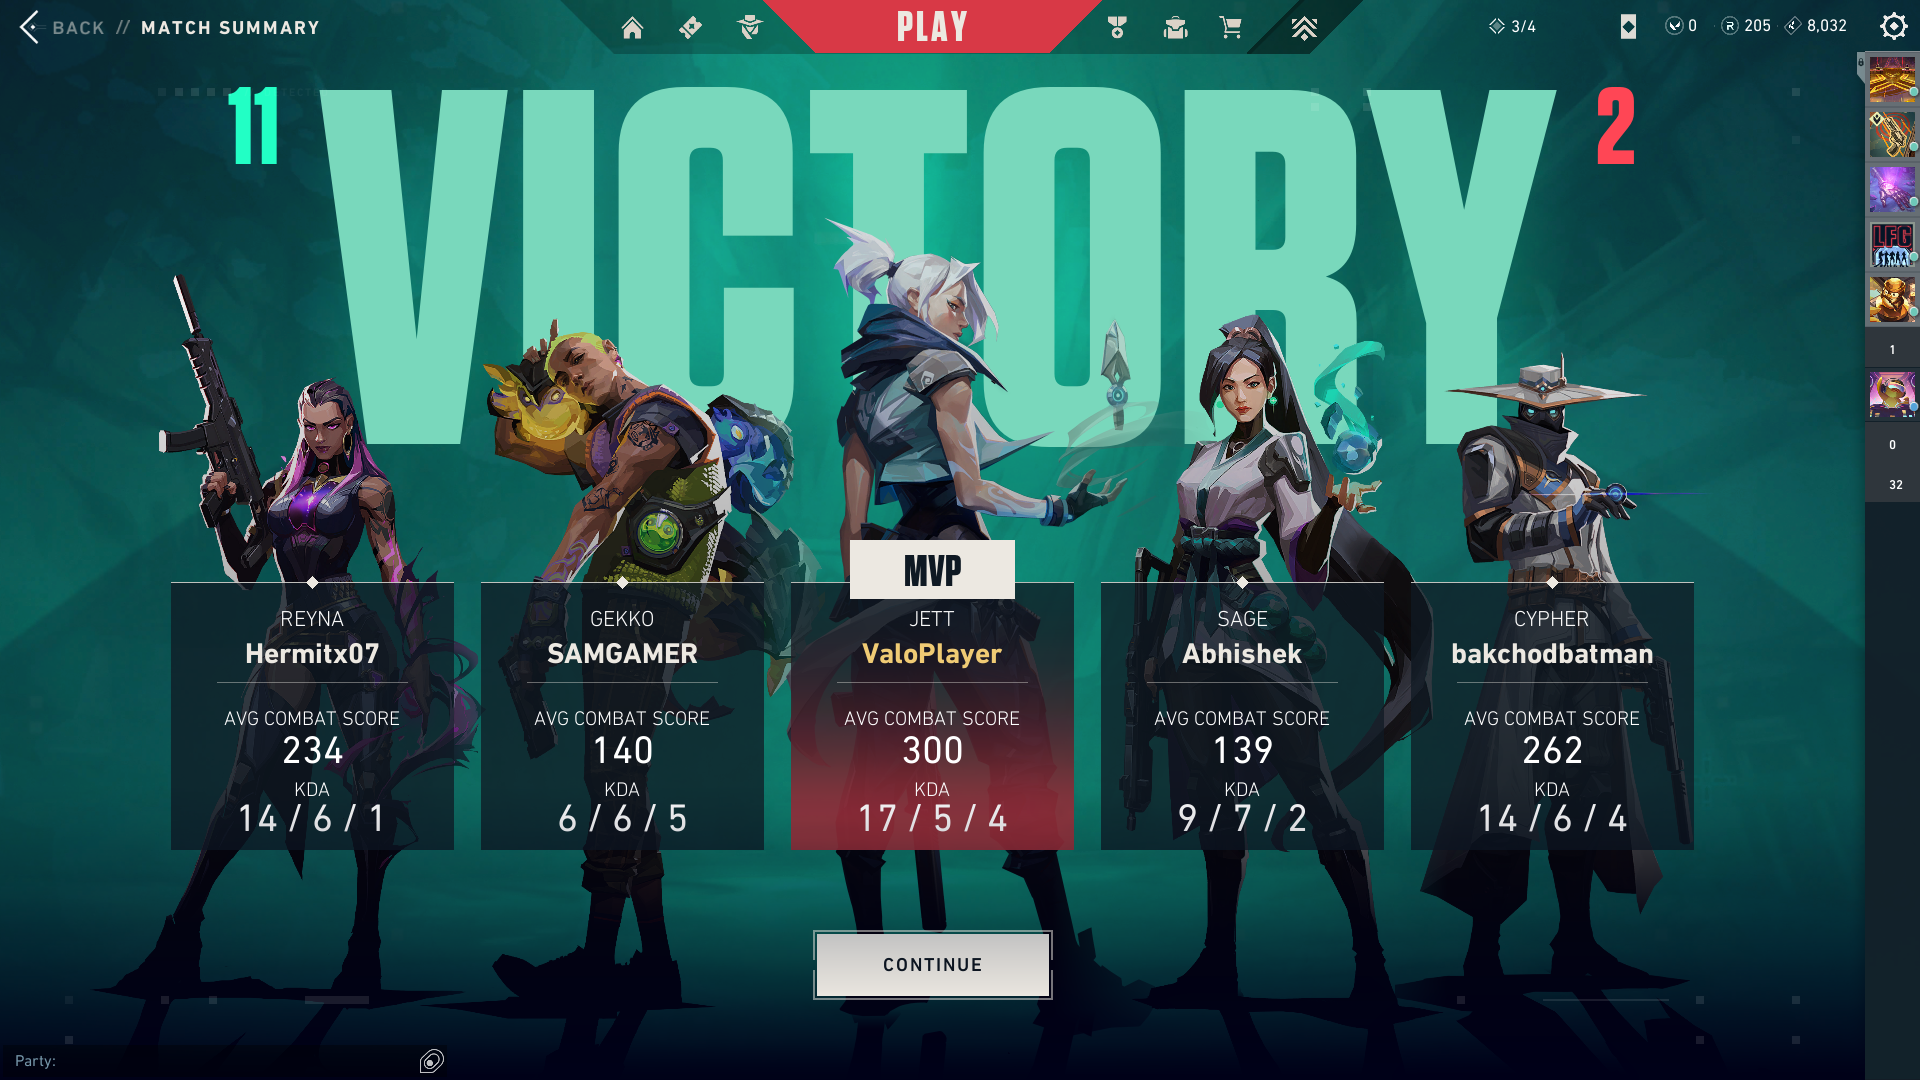 BACK // MATCH SUMMARY
PLAY
3/4
0
205
8,032
11
VICTORY
2
LFG
1
0
32
MVP
REYNA
Hermitx07
AVG COMBAT SCORE
234
KDA
14 / 6 / 1
GEKKO
SAMGAMER
AVG COMBAT SCORE
140
KDA
6 / 6 / 5
JETT
ValoPlayer
AVG COMBAT SCORE
300
KDA
17 / 5 / 4
SAGE
Abhishek
AVG COMBAT SCORE
139
KDA
9 / 7 / 2
CYPHER
bakchodbatman
AVG COMBAT SCORE
262
KDA
14 / 6 / 4
CONTINUE
Party: